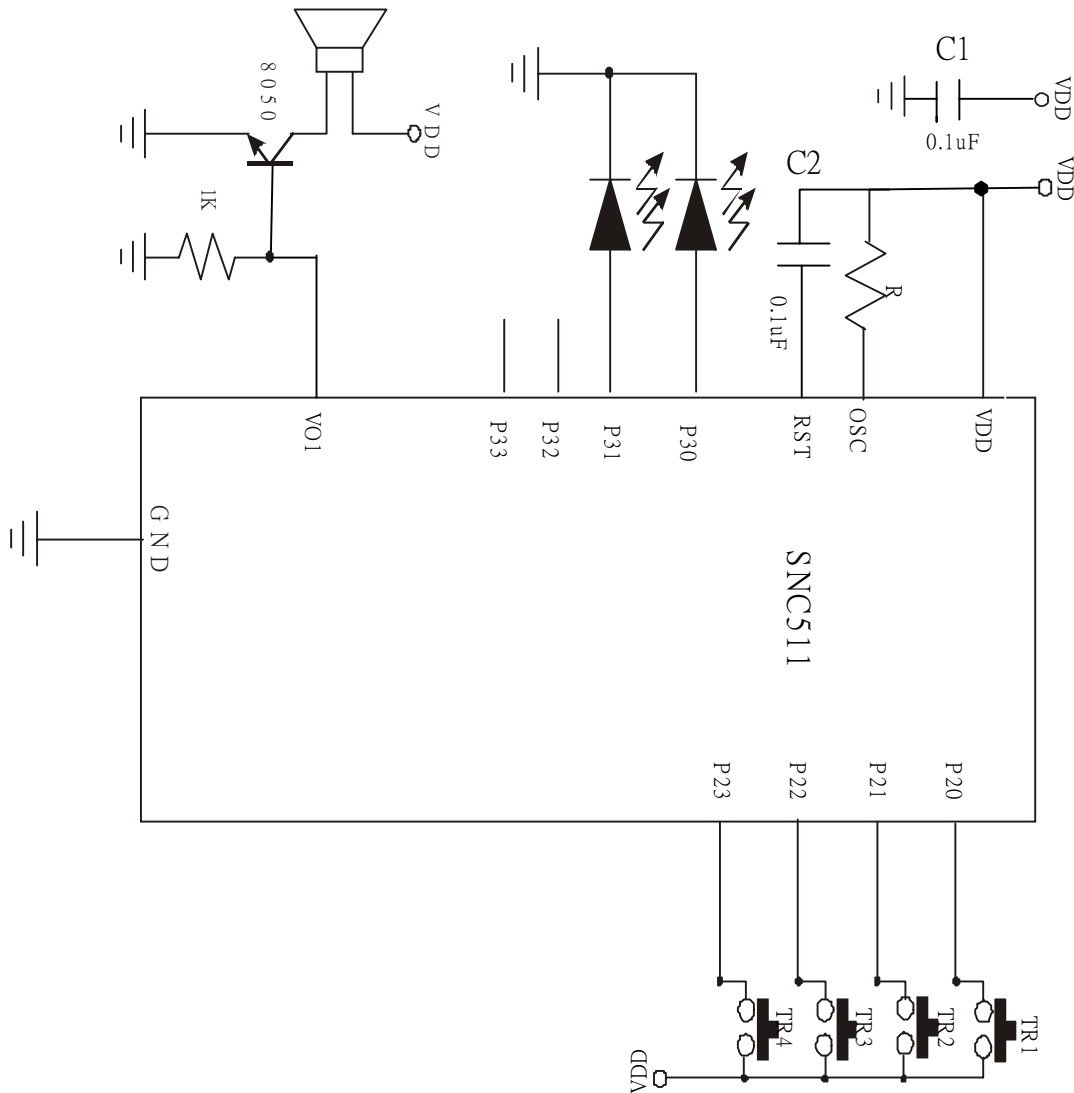 C1
VDD
0.1uF
8050
VDD
C2
VDD
1K
R
0.1uF
VO1
P33
P32
P31
P30
RST
OSC
VDD
GND
SNC511
P23
P22
P21
P20
TR4
TR3
TR2
TR1
VDD